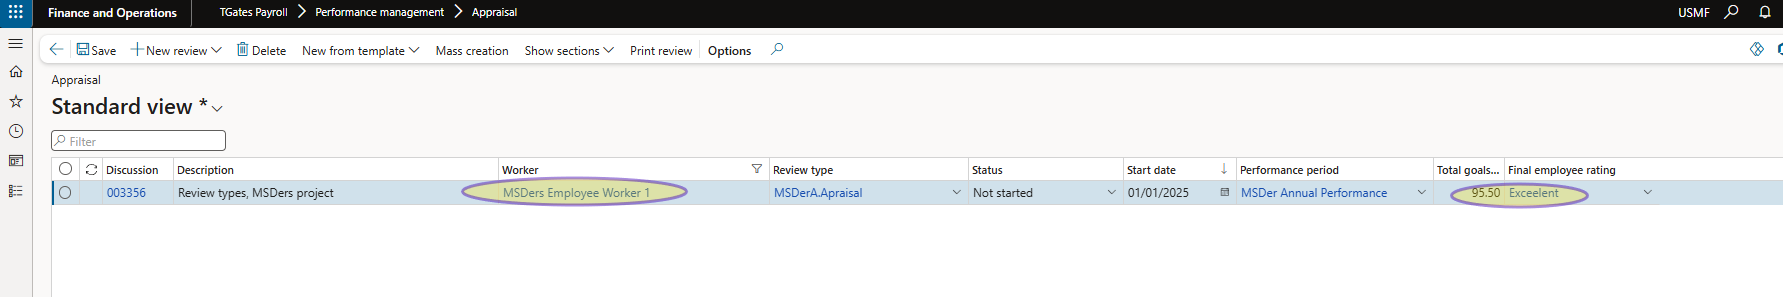 Finance and Operations TGates Payroll > Performance management > Appraisal USMF
Save New review Delete New from template Mass creation Show sections Print review Options
Appraisal
Standard view *
Filter
Discussion Description Worker Review type Status Start date Performance period Total goals... Final employee rating
003356 Review types, MSDers project MSDers Employee Worker 1 MSDerA.Apraisal Not started 01/01/2025 MSDer Annual Performance 95.50 Exceelent